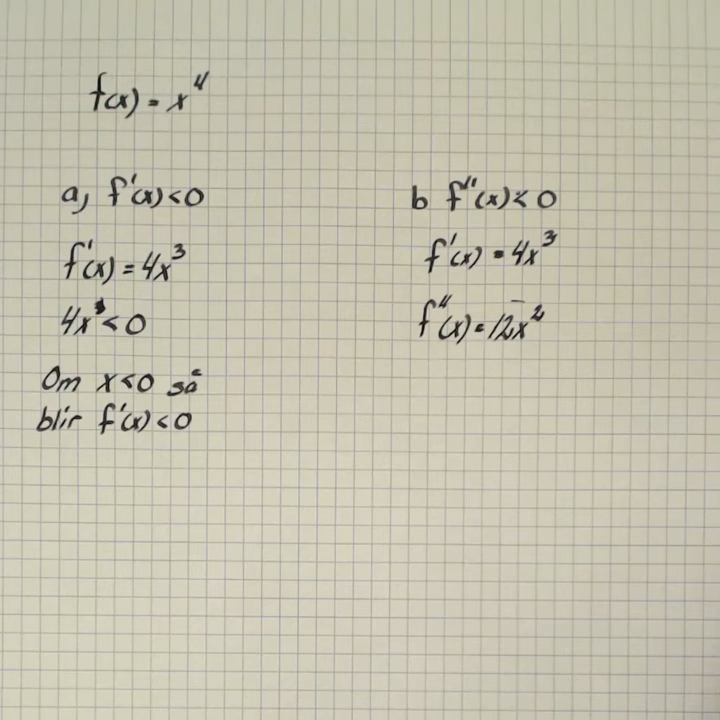 f(x) = x⁴
a) f'(x) < 0
f'(x) = 4x³
4x³ < 0
Om x < 0 så
blir f'(x) < 0
b f''(x) < 0
f'(x) = 4x³
f''(x) = 12x²